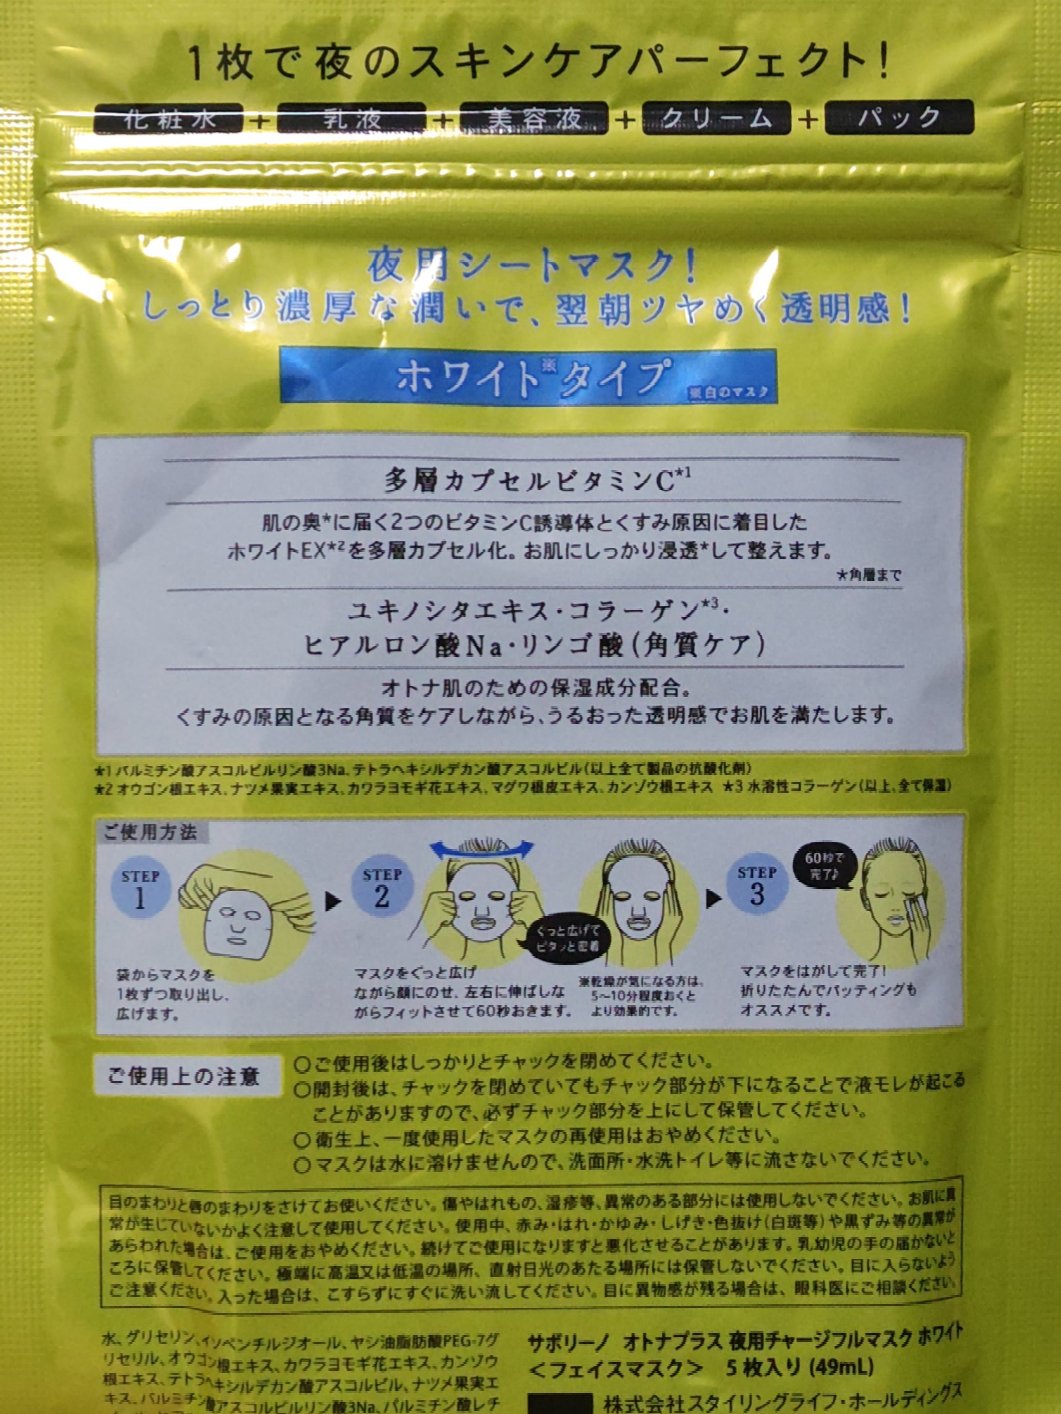 1枚で夜のスキンケアパーフェクト!
化粧水+乳液+美容液+クリーム+パック
夜用シートマスク!
しっとり濃厚な潤いで、翌朝ツヤめく透明感!
ホワイト※タイプ ※白のマスク
多層カプセルビタミンC*1
肌の奥*に届く2つのビタミンC誘導体とくすみ原因に着目した
ホワイトEX*2を多層カプセル化。お肌にしっかり浸透*して整えます。
*角層まで
ユキノシタエキス・コラーゲン*3・
ヒアルロン酸Na・リンゴ酸(角質ケア)
オトナ肌のための保湿成分配合。
くすみの原因となる角質をケアしながら、うるおった透明感でお肌を満たします。
*1 パルミチン酸アスコルビルリン酸3Na、テトラヘキシルデカン酸アスコルビル(以上全て製品の抗酸化剤)
*2 オウゴン根エキス、ナツメ果実エキス、カワラヨモギ花エキス、マグワ根皮エキス、カンゾウ根エキス *3 水溶性コラーゲン(以上、全て保湿)
ご使用方法
STEP
1
袋からマスクを
1枚ずつ取り出し、
広げます。
STEP
2
ぐっと広げて
ピタッと密着
マスクをぐっと広げ
ながら顔にのせ、左右に伸ばしな
がらフィットさせて60秒おきます。
※乾燥が気になる方は、
5〜10分程度おくと
より効果的です。
STEP
3
60秒で
完了♪
マスクをはがして完了!
折りたたんでパッティングも
オススメです。
ご使用上の注意
○ご使用後はしっかりとチャックを閉めてください。
○開封後は、チャックを閉めていてもチャック部分が下になることで液モレが起こる
ことがありますので、必ずチャック部分を上にして保管してください。
○衛生上、一度使用したマスクの再使用はおやめください。
○マスクは水に溶けませんので、洗面所・水洗トイレ等に流さないでください。
目のまわりと唇のまわりをさけてお使いください。傷やはれもの、湿疹等、異常のある部分には使用しないでください。お肌に異
常が生じていないかよく注意して使用してください。使用中、赤み・はれ・かゆみ・しげき・色抜け(白斑等)や黒ずみ等の異常が
あらわれた場合は、ご使用をおやめください。続けてご使用になりますと悪化させることがあります。乳幼児の手の届かないと
ころに保管してください。極端に高温又は低温の場所、直射日光のあたる場所には保管しないでください。目に入らないよう
ご注意ください。入った場合は、こすらずにすぐに洗い流してください。目に異物感が残る場合は、眼科医にご相談ください。
水、グリセリン、イソペンチルジオール、ヤシ油脂肪酸PEG-7グ
リセリル、オウゴン根エキス、カワラヨモギ花エキス、カンゾウ
根エキス、テトラヘキシルデカン酸アスコルビル、ナツメ果実エ
キス、パルミチン酸アスコルビルリン酸3Na、パルミチン酸レチ
サボリーノ オトナプラス 夜用チャージフルマスク ホワイト
<フェイスマスク> 5枚入り(49mL)
株式会社スタイリングライフ・ホールディングス